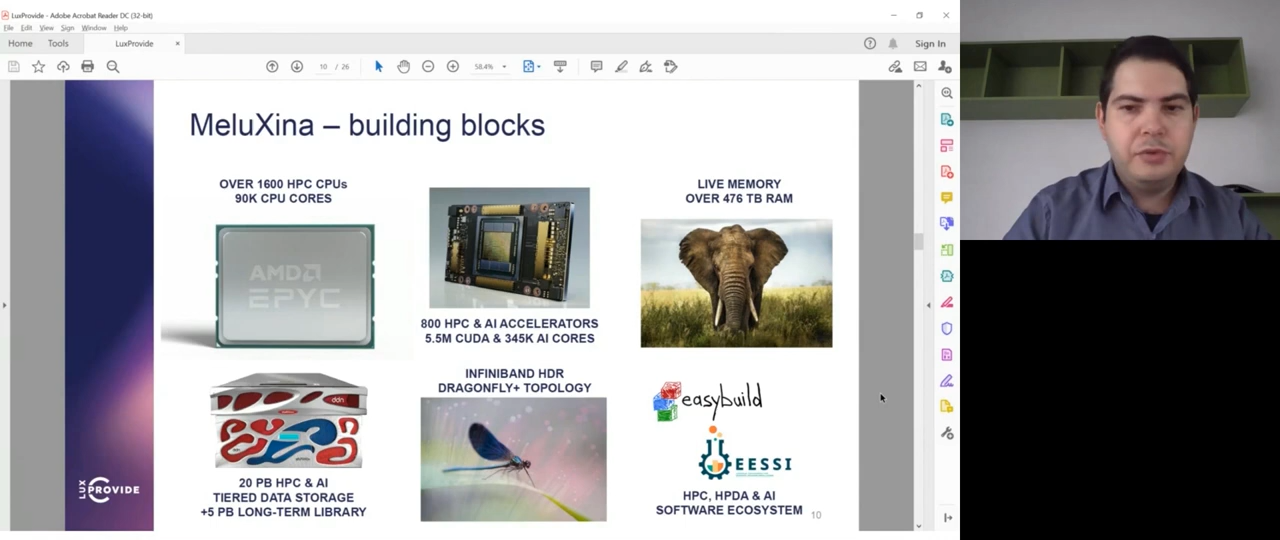 LuxProvide - Adobe Acrobat Reader DC (32-bit)
File Edit View Sign Window Help
Home Tools LuxProvide × Sign In
10 / 26 58.4%
MeluXina – building blocks
OVER 1600 HPC CPUs
90K CPU CORES
AMD
EPYC
800 HPC & AI ACCELERATORS
5.5M CUDA & 345K AI CORES
LIVE MEMORY
OVER 476 TB RAM
ddn
20 PB HPC & AI
TIERED DATA STORAGE
+5 PB LONG-TERM LIBRARY
INFINIBAND HDR
DRAGONFLY+ TOPOLOGY
easybuild
EESSI
HPC, HPDA & AI
SOFTWARE ECOSYSTEM
LUX
PROVIDE
10